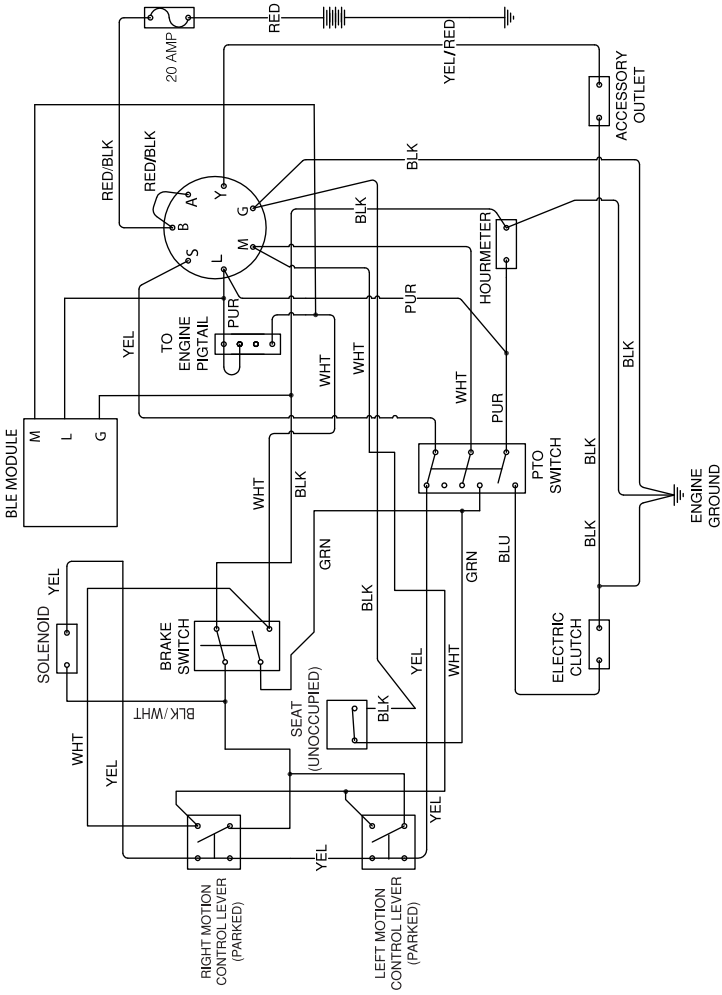 RED
20 AMP
YEL/RED
ACCESSORY
OUTLET
RED/BLK
RED/BLK
BLK
A
Y
B
G
S
M
L
BLK
HOURMETER
PUR
PUR
YEL
TO
ENGINE
PIGTAIL
WHT
WHT
WHT
PUR
BLK
BLE MODULE
M
L
G
PTO
SWITCH
BLK
WHT
BLK
ENGINE
GROUND
GRN
GRN
BLU
BLK
YEL
SOLENOID
BRAKE
SWITCH
BLK
ELECTRIC
CLUTCH
YEL
WHT
BLK/WHT
SEAT
(UNOCCUPIED)
BLK
WHT
YEL
YEL
YEL
RIGHT MOTION
CONTROL LEVER
(PARKED)
LEFT MOTION
CONTROL LEVER
(PARKED)